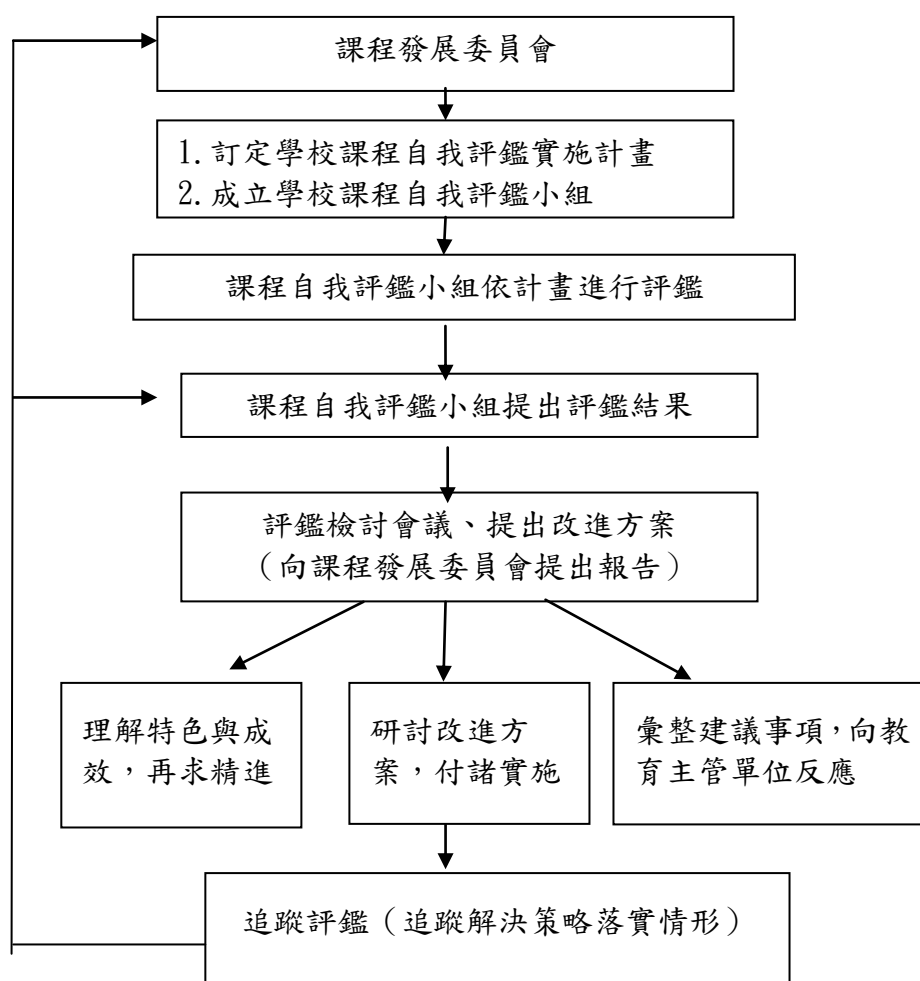 課程發展委員會
1.訂定學校課程自我評鑑實施計畫
2.成立學校課程自我評鑑小組
課程自我評鑑小組依計畫進行評鑑
課程自我評鑑小組提出評鑑結果
評鑑檢討會議、提出改進方案
（向課程發展委員會提出報告）
理解特色與成
效，再求精進
研討改進方
案，付諸實施
彙整建議事項，向教
育主管單位反應
追蹤評鑑（追蹤解決策略落實情形）